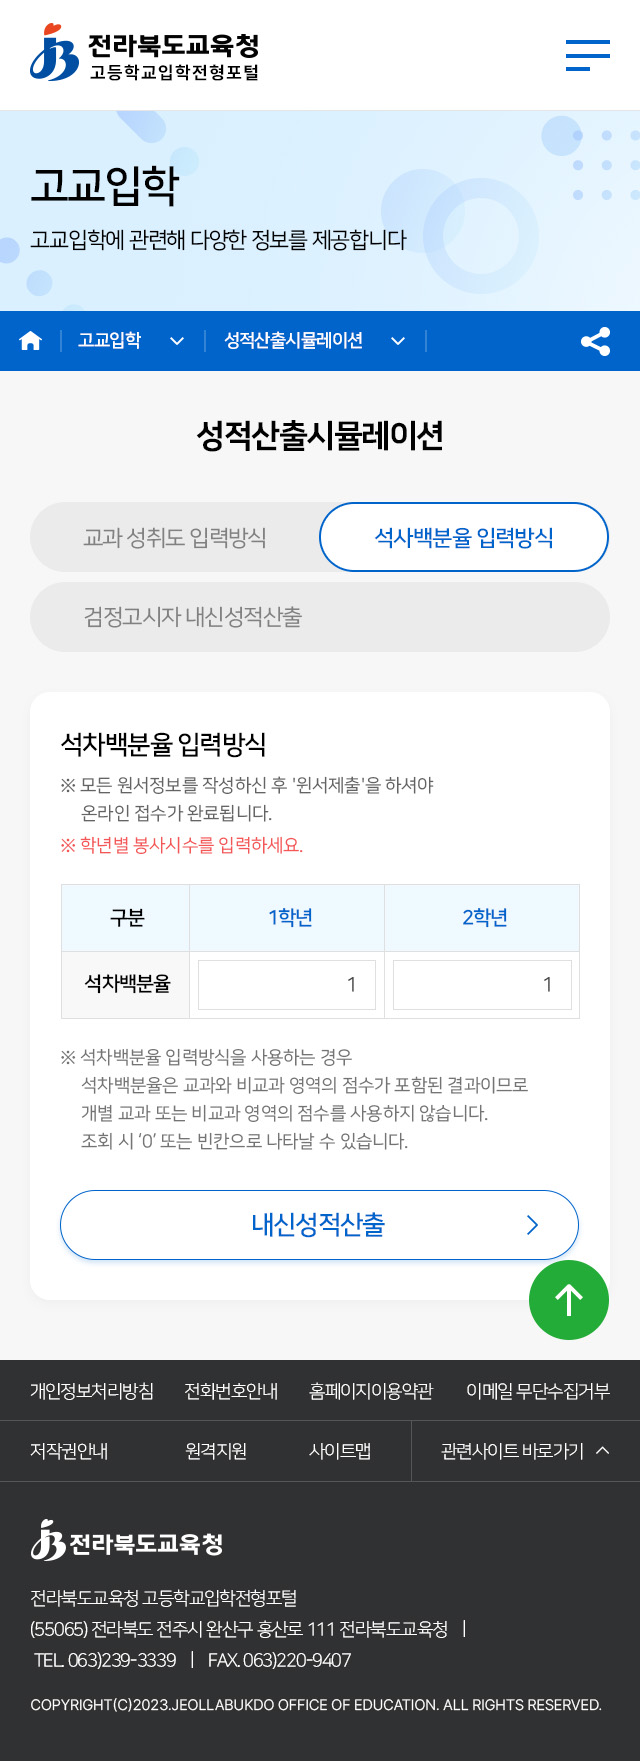 전라북도교육청
고등학교입학전형포털
고교입학
고교입학에 관련해 다양한 정보를 제공합니다
고교입학 성적산출시뮬레이션
성적산출시뮬레이션
교과 성취도 입력방식 석사백분율 입력방식
검정고시자 내신성적산출
석차백분율 입력방식
※ 모든 원서정보를 작성하신 후 '원서제출'을 하셔야
온라인 접수가 완료됩니다.
※ 학년별 봉사시수를 입력하세요.
구분 1학년 2학년
석차백분율 1 1
※ 석차백분율 입력방식을 사용하는 경우
석차백분율은 교과와 비교과 영역의 점수가 포함된 결과이므로
개별 교과 또는 비교과 영역의 점수를 사용하지 않습니다.
조회 시 '0' 또는 빈칸으로 나타날 수 있습니다.
내신성적산출
개인정보처리방침 전화번호안내 홈페이지이용약관 이메일 무단수집거부
저작권안내 원격지원 사이트맵 관련사이트 바로가기
전라북도교육청
전라북도교육청 고등학교입학전형포털
(55065) 전라북도 전주시 완산구 홍산로 111 전라북도교육청 |
TEL. 063)239-3339 | FAX. 063)220-9407
COPYRIGHT(C)2023.JEOLLABUKDO OFFICE OF EDUCATION. ALL RIGHTS RESERVED.